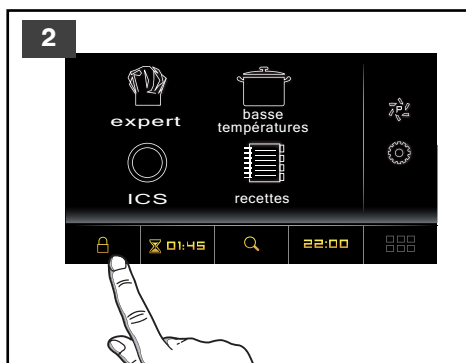 2
expert
basse
températures
P
ICS
recettes
01:45
22:00